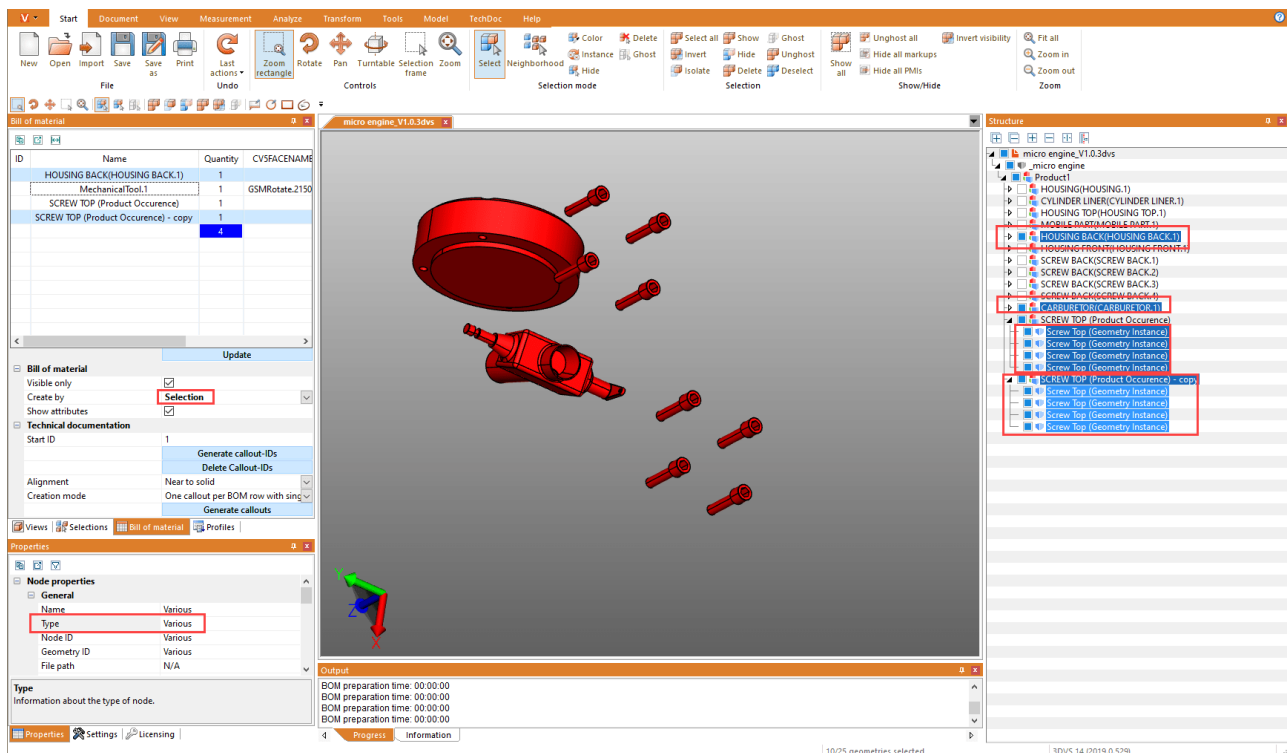 V Start Document View Measurement Analyze Transform Tools Model TechDoc Help
New Open Import Save Save as Print
Last actions
Zoom rectangle Rotate Pan Turntable Selection frame Zoom
Select Neighborhood
Color Delete
Instance Ghost
Hide
Select all Show Ghost
Invert Hide Unghost
Isolate Delete Deselect
Show all
Unghost all Invert visibility
Hide all markups
Hide all PMIs
Fit all
Zoom in
Zoom out
File Undo Controls Selection mode Selection Show/Hide Zoom
Bill of material
ID Name Quantity CV5FACENAME
HOUSING BACK(HOUSING BACK.1) 1
MechanicalTool.1 1 GSMRotate.2150
SCREW TOP (Product Occurence) 1
SCREW TOP (Product Occurence) - copy 1
4
Update
Bill of material
Visible only
Create by Selection
Show attributes
Technical documentation
Start ID 1
Generate callout-IDs
Delete Callout-IDs
Alignment Near to solid
Creation mode One callout per BOM row with sing
Generate callouts
Views Selections Bill of material Profiles
Properties
Node properties
General
Name Various
Type Various
Node ID Various
Geometry ID Various
File path N/A
Type
Information about the type of node.
Properties Settings Licensing
micro engine_V1.0.3dvs
Y
Z
X
Output
BOM preparation time: 00:00:00
BOM preparation time: 00:00:00
BOM preparation time: 00:00:00
BOM preparation time: 00:00:00
Progress Information
Structure
micro engine_V1.0.3dvs
_micro engine
Product1
HOUSING(HOUSING.1)
CYLINDER LINER(CYLINDER LINER.1)
HOUSING TOP(HOUSING TOP.1)
MOBILE PART(MOBILE PART.1)
HOUSING BACK(HOUSING BACK.1)
HOUSING FRONT(HOUSING FRONT.1)
SCREW BACK(SCREW BACK.1)
SCREW BACK(SCREW BACK.2)
SCREW BACK(SCREW BACK.3)
SCREW BACK(SCREW BACK.4)
CARBURETOR(CARBURETOR.1)
SCREW TOP (Product Occurence)
Screw Top (Geometry Instance)
Screw Top (Geometry Instance)
Screw Top (Geometry Instance)
Screw Top (Geometry Instance)
SCREW TOP (Product Occurence) - copy
Screw Top (Geometry Instance)
Screw Top (Geometry Instance)
Screw Top (Geometry Instance)
Screw Top (Geometry Instance)
10/25 geometries selected 3DVS 14 (2019.0.529)